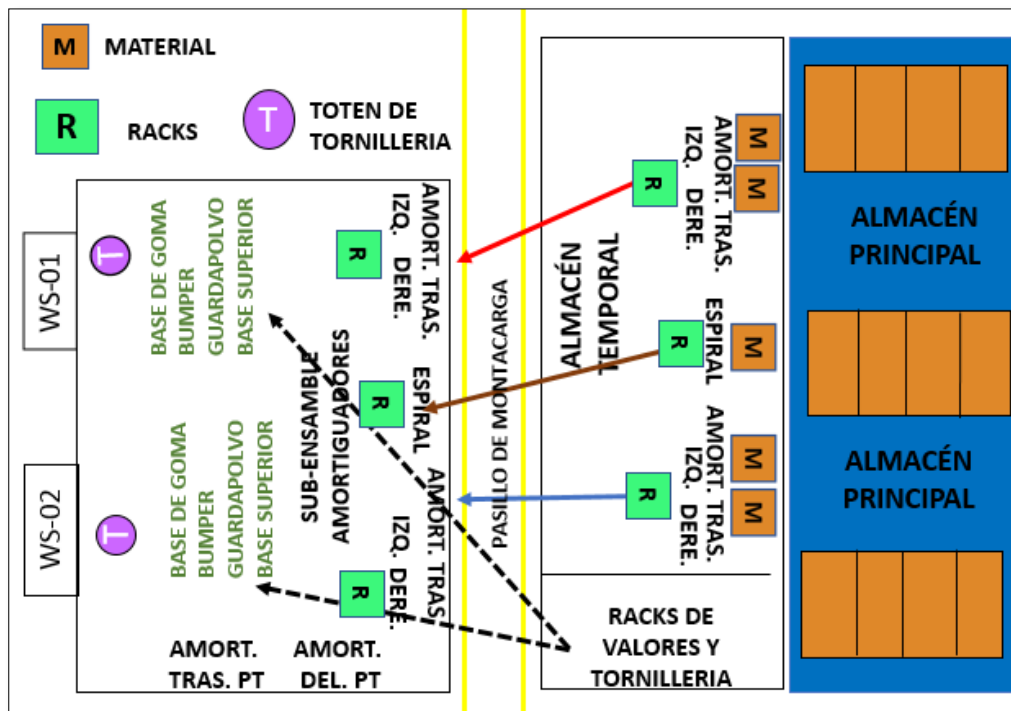 M
MATERIAL
R
RACKS
T
TOTEN DE
TORNILLERIA
WS-01
T
BASE DE GOMA
BUMPER
GUARDAPOLVO
BASE SUPERIOR
AMORT. TRAS.
IZQ. DERE.
R
WS-02
T
BASE DE GOMA
BUMPER
GUARDAPOLVO
BASE SUPERIOR
SUB-ENSAMBLE
AMORTIGUADORES
ESPIRAL
R
AMORT. TRAS.
IZQ. DERE.
R
AMORT.
TRAS. PT
AMORT.
DEL. PT
PASILLO DE MONTACARGA
ALMACÉN
TEMPORAL
AMORT. TRAS.
IZQ. DERE.
R
M
M
ESPIRAL
R
M
AMORT. TRAS.
IZQ. DERE.
R
M
M
RACKS DE
VALORES Y
TORNILLERIA
ALMACÉN
PRINCIPAL
ALMACÉN
PRINCIPAL